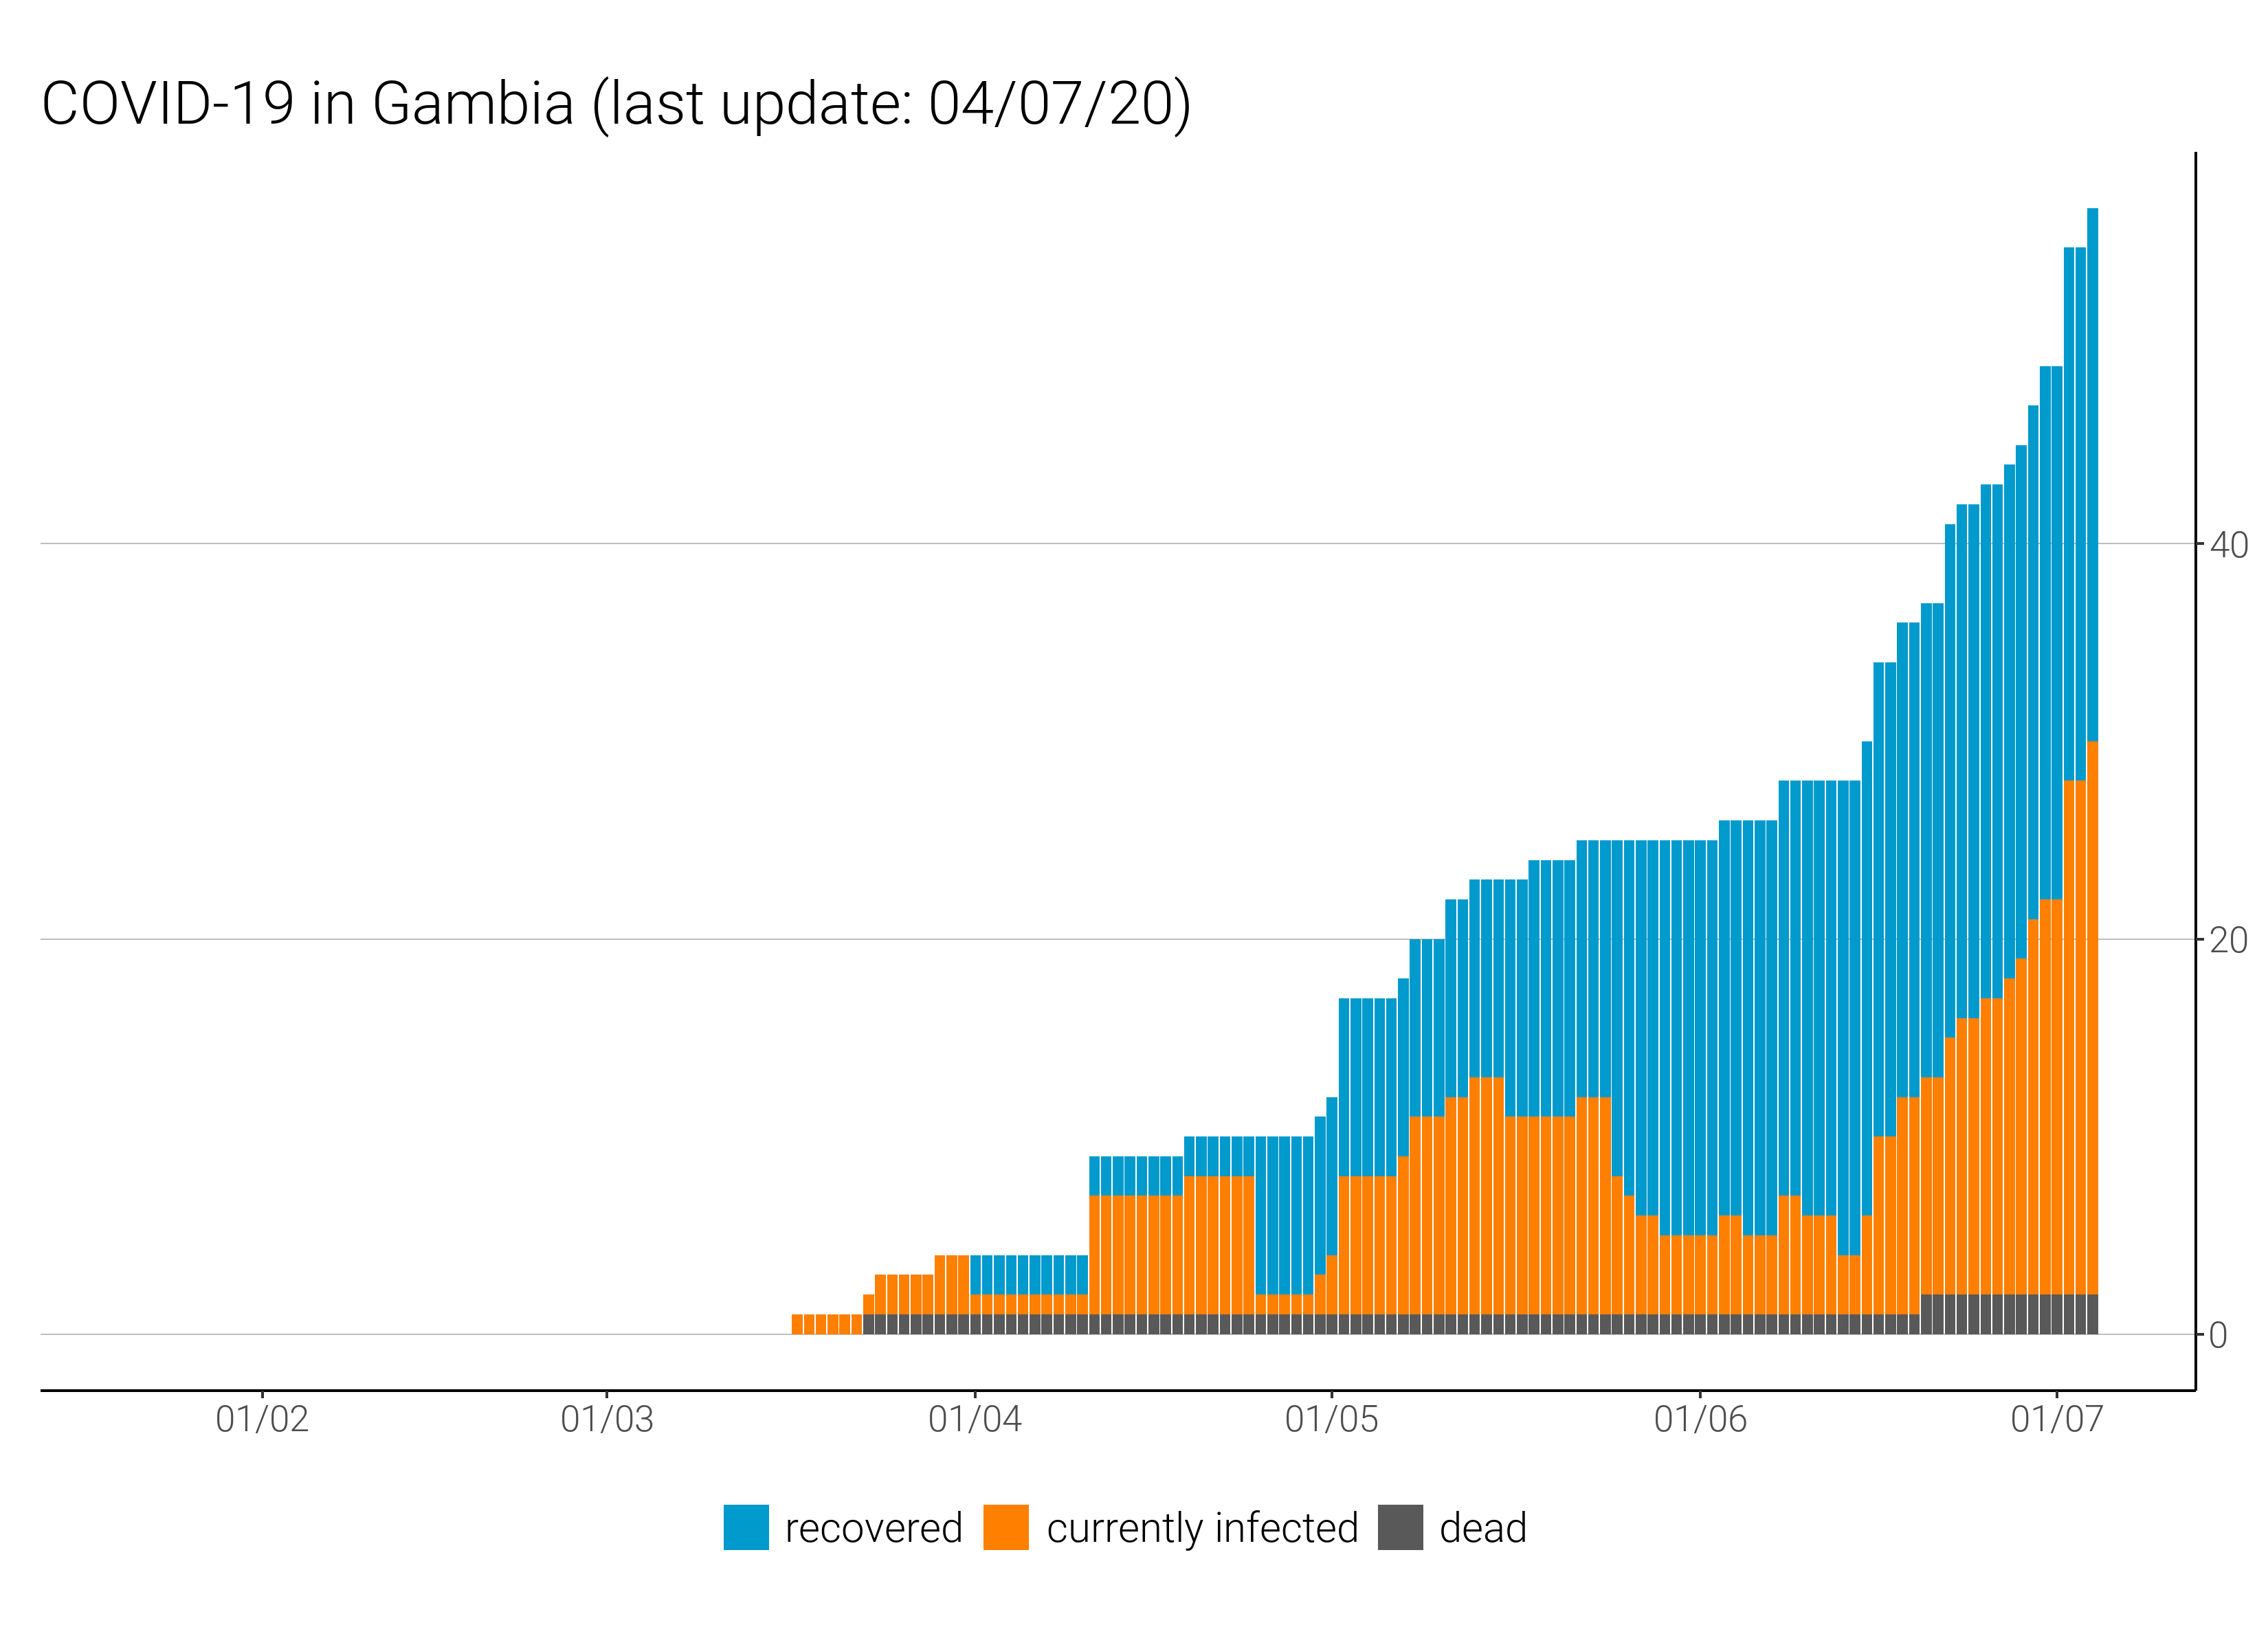 COVID-19 in Gambia (last update: 04/07/20)
40
20
0
01/02 01/03 01/04 01/05 01/06 01/07
recovered currently infected dead